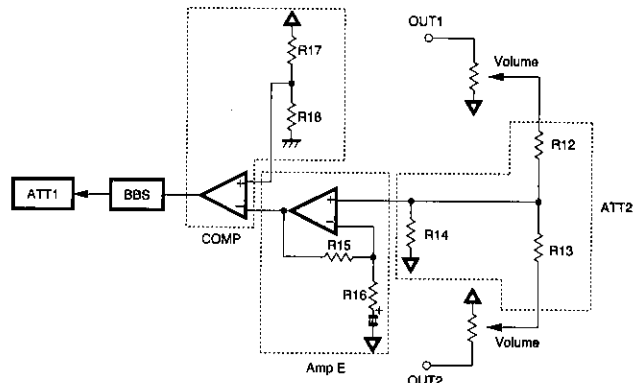 OUT1
R17
Volume
R18
R12
ATT1
BBS
+
−
+
−
ATT2
R14
R13
COMP
R15
R16
+
Volume
Amp E
OUT2